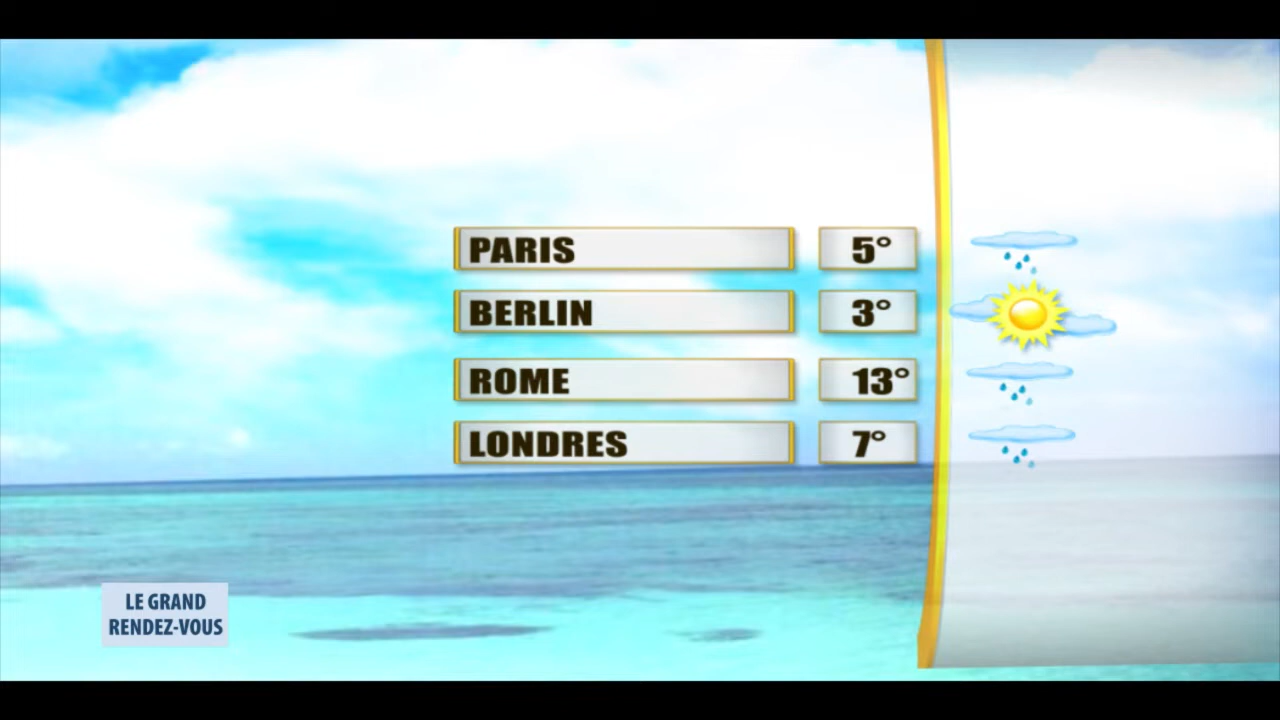 PARIS 5°
BERLIN 3°
ROME 13°
LONDRES 7°
LE GRAND
RENDEZ-VOUS